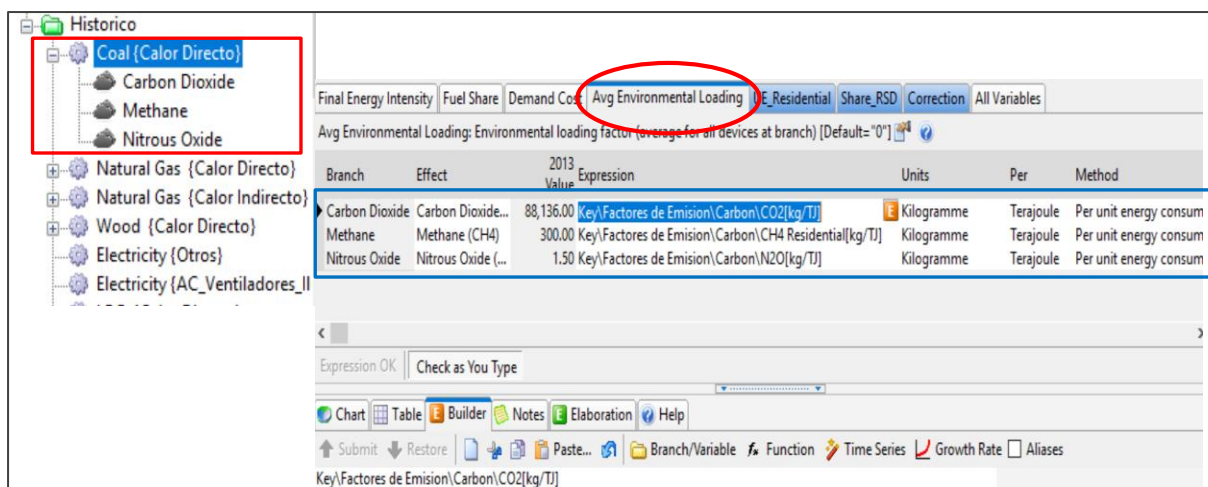 Historico
Coal {Calor Directo}
Carbon Dioxide
Methane
Nitrous Oxide
Natural Gas {Calor Directo}
Natural Gas {Calor Indirecto}
Wood {Calor Directo}
Electricity {Otros}
Electricity {AC_Ventiladores_II
Final Energy Intensity Fuel Share Demand Cost Avg Environmental Loading UE_Residential Share_RSD Correction All Variables
Avg Environmental Loading: Environmental loading factor (average for all devices at branch) [Default="0"]
Branch Effect 2013 Value Expression Units Per Method
Carbon Dioxide Carbon Dioxide... 88,136.00 Key\Factores de Emision\Carbon\CO2[kg/TJ] E Kilogramme Terajoule Per unit energy consum
Methane Methane (CH4) 300.00 Key\Factores de Emision\Carbon\CH4 Residential[kg/TJ] Kilogramme Terajoule Per unit energy consum
Nitrous Oxide Nitrous Oxide (... 1.50 Key\Factores de Emision\Carbon\N2O[kg/TJ] Kilogramme Terajoule Per unit energy consum
Expression OK Check as You Type
Chart Table E Builder Notes E Elaboration Help
Submit Restore Paste... Branch/Variable fx Function Time Series Growth Rate Aliases
Key\Factores de Emision\Carbon\CO2[kg/TJ]